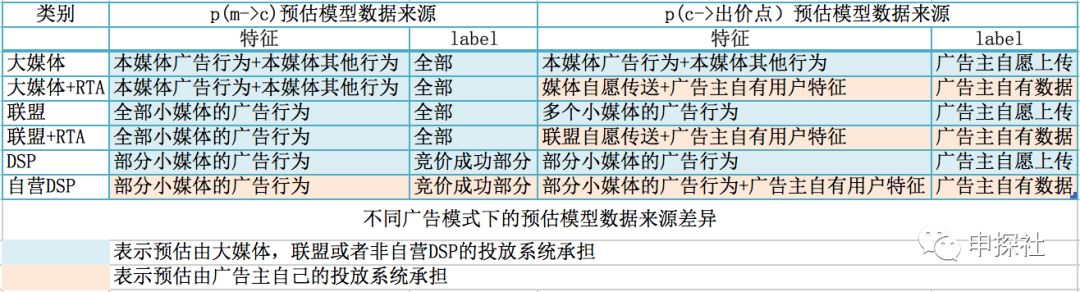 类别 p(m->c)预估模型数据来源 p(c->出价点）预估模型数据来源
特征 label 特征 label
大媒体 本媒体广告行为+本媒体其他行为 全部 本媒体广告行为+本媒体其他行为 广告主自愿上传
大媒体+RTA 本媒体广告行为+本媒体其他行为 全部 媒体自愿传送+广告主自有用户特征 广告主自有数据
联盟 全部小媒体的广告行为 全部 多个小媒体的广告行为 广告主自愿上传
联盟+RTA 全部小媒体的广告行为 全部 联盟自愿传送+广告主自有用户特征 广告主自有数据
DSP 部分小媒体的广告行为 竞价成功部分 部分小媒体的广告行为 广告主自愿上传
自营DSP 部分小媒体的广告行为 竞价成功部分 部分小媒体的广告行为+广告主自有用户特征 广告主自有数据
不同广告模式下的预估模型数据来源差异
表示预估由大媒体，联盟或者非自营DSP的投放系统承担
表示预估由广告主自己的投放系统承担
申探社